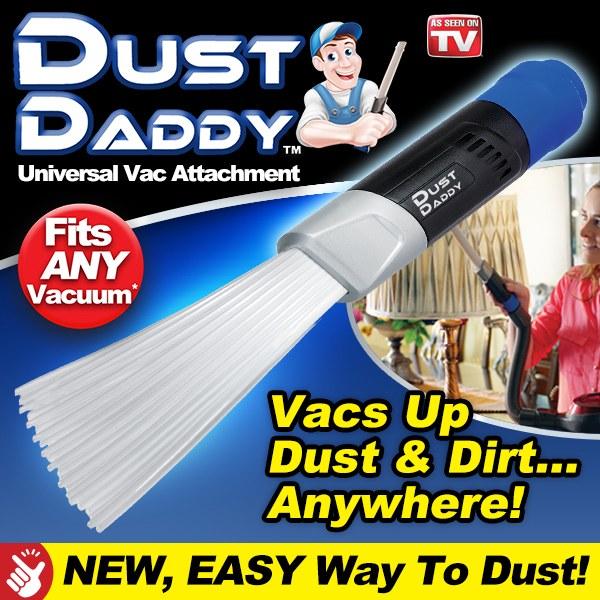 DUST
DADDY™
Universal Vac Attachment
AS SEEN ON
TV
DUST
DADDY
Fits
ANY
Vacuum*
Vacs Up
Dust & Dirt...
Anywhere!
NEW, EASY Way To Dust!